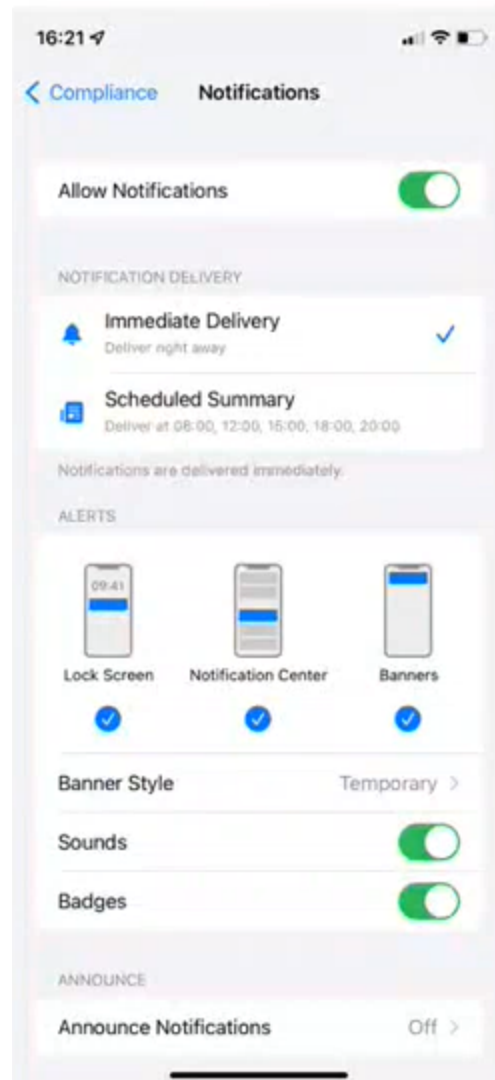 16:21
Compliance Notifications
Allow Notifications
NOTIFICATION DELIVERY
Immediate Delivery
Deliver right away
Scheduled Summary
Deliver at 08:00, 12:00, 16:00, 18:00, 20:00
Notifications are delivered immediately.
ALERTS
09:41
Lock Screen Notification Center Banners
Banner Style Temporary
Sounds
Badges
ANNOUNCE
Announce Notifications Off